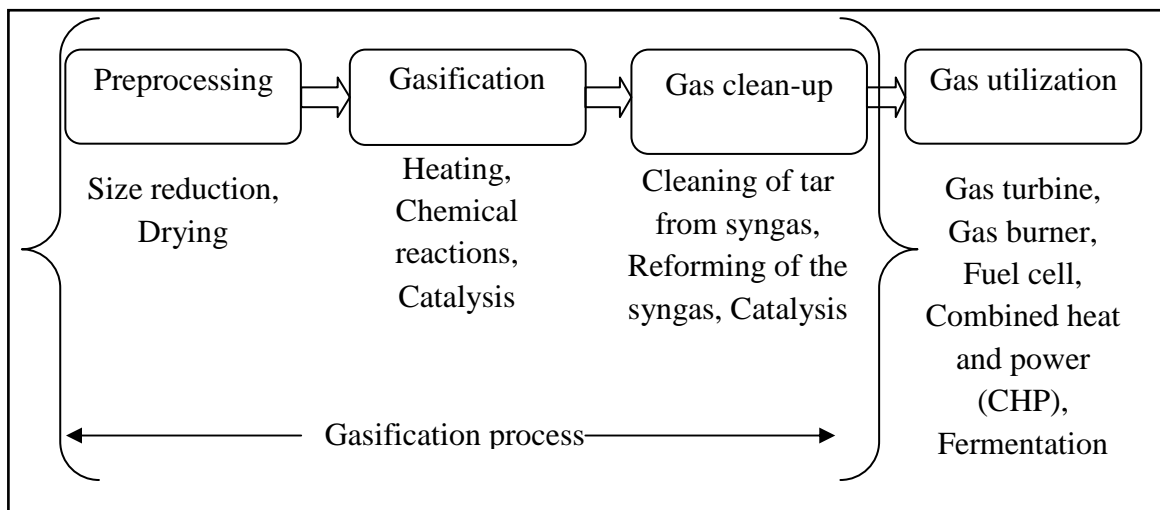 Preprocessing
Gasification
Gas clean-up
Gas utilization
Size reduction,
Drying
Heating,
Chemical
reactions,
Catalysis
Cleaning of tar
from syngas,
Reforming of the
syngas, Catalysis
Gas turbine,
Gas burner,
Fuel cell,
Combined heat
and power
(CHP),
Fermentation
Gasification process